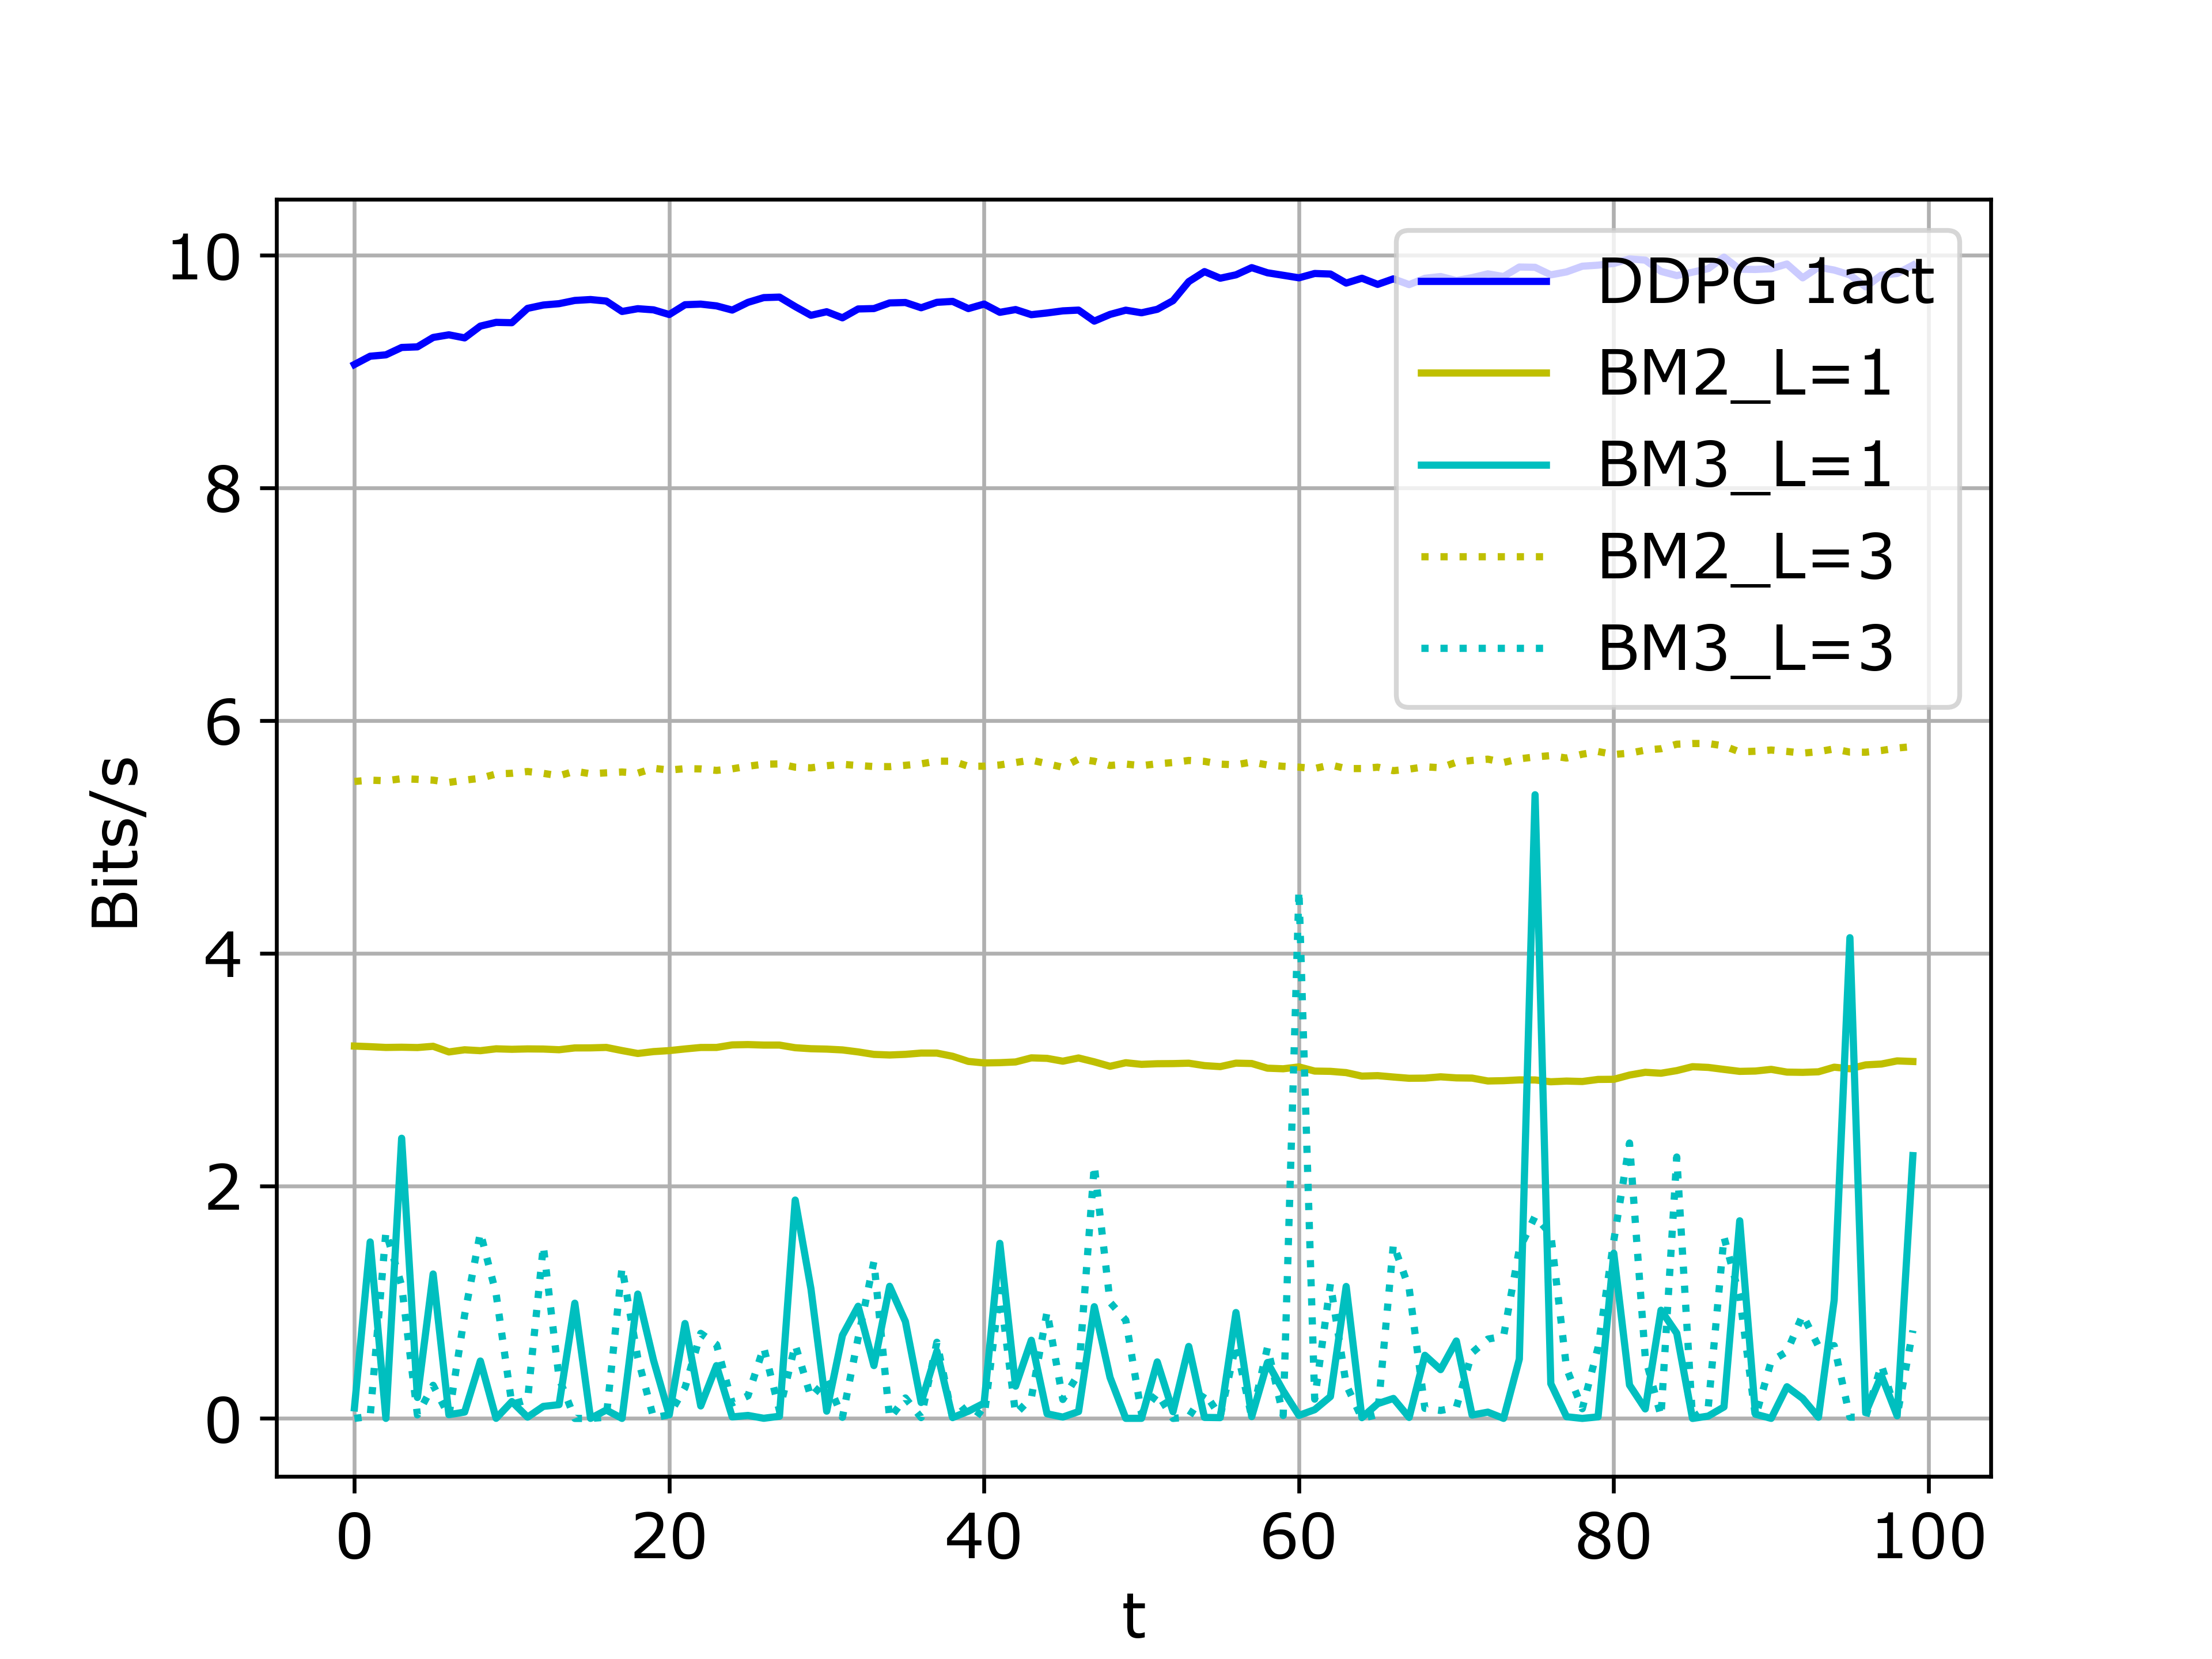 10
8
6
4
2
0
Bits/s
0 20 40 60 80 100
t
DDPG 1act
BM2_L=1
BM3_L=1
BM2_L=3
BM3_L=3